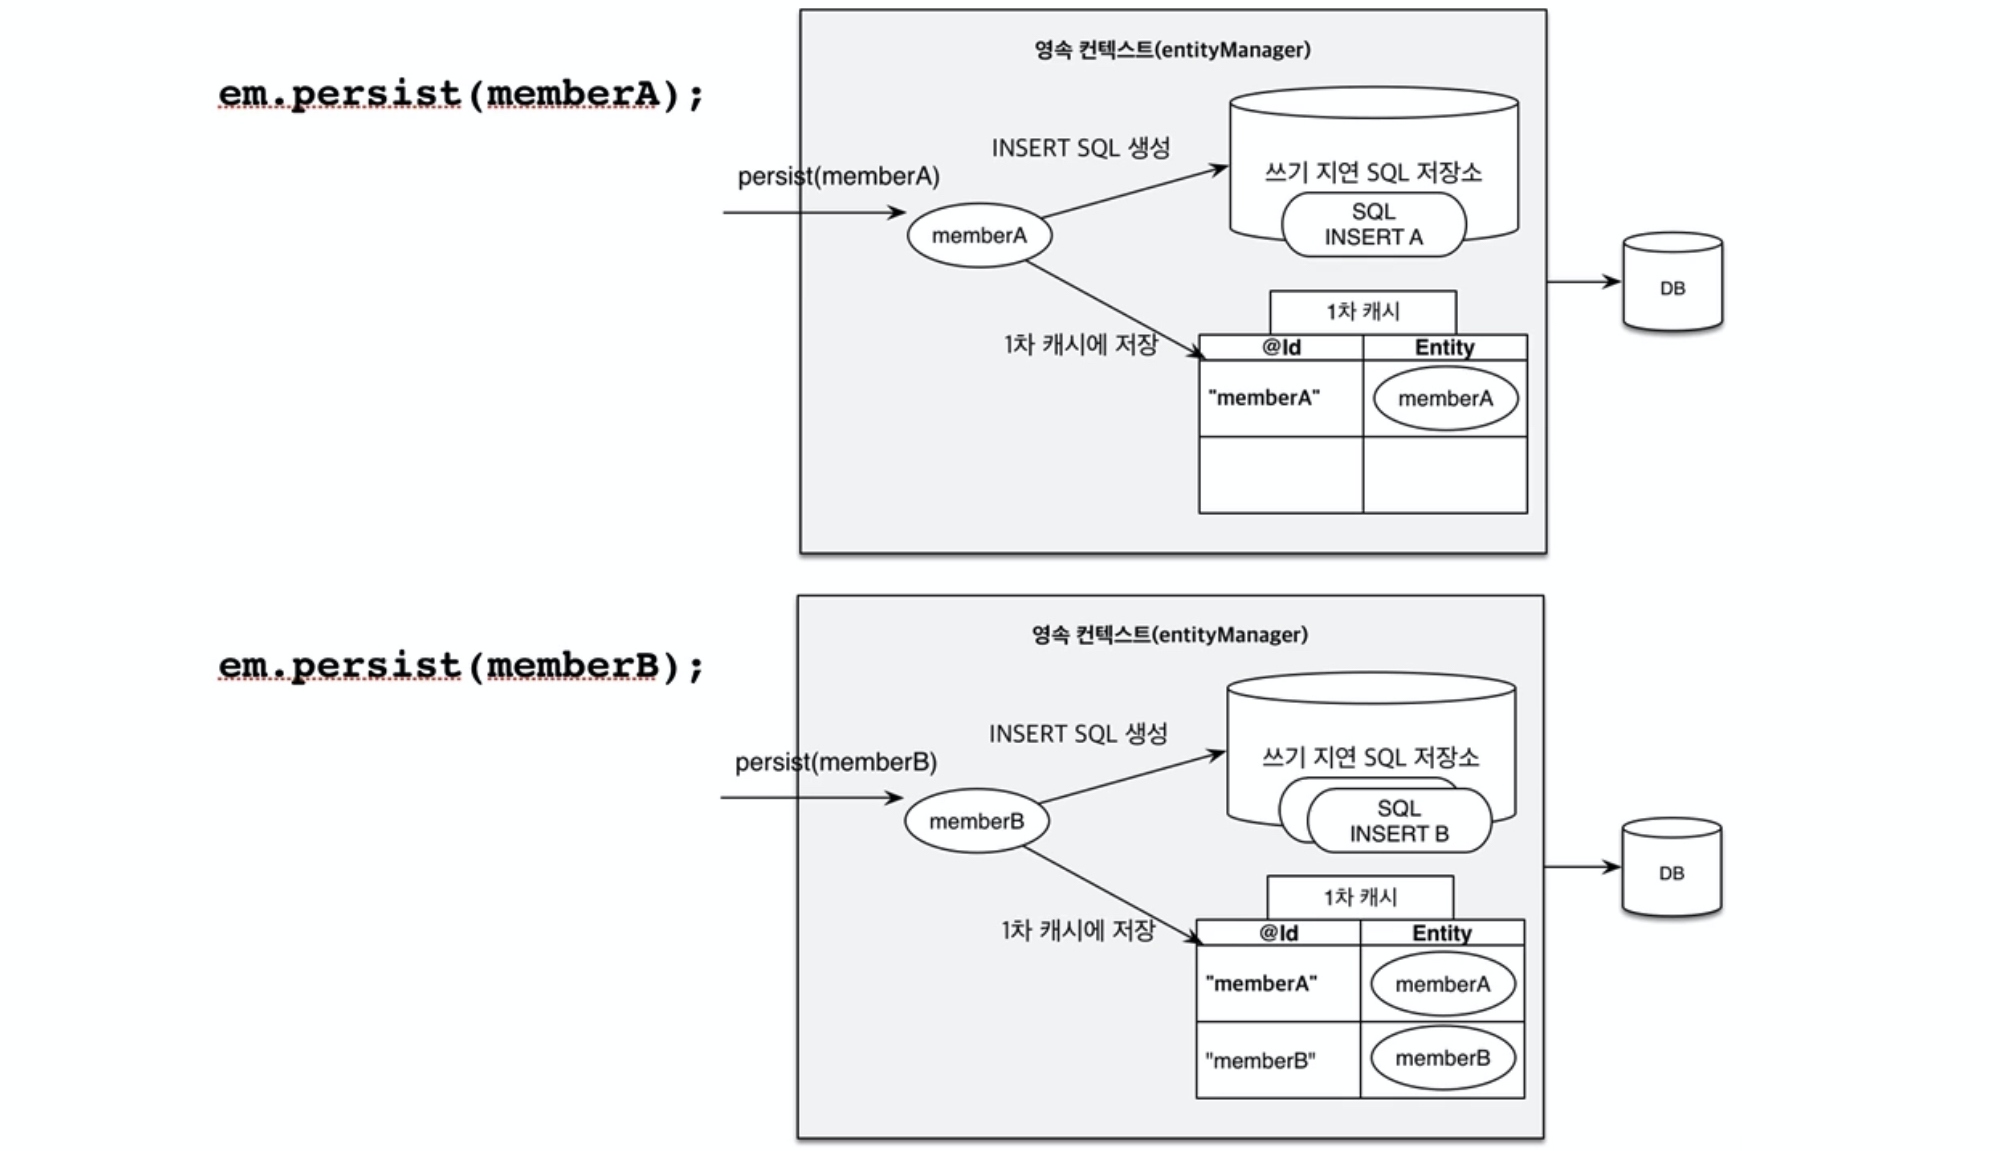 영속 컨텍스트(entityManager)
em.persist(memberA);
INSERT SQL 생성
persist(memberA)
쓰기 지연 SQL 저장소
SQL
INSERT A
memberA
DB
1차 캐시
1차 캐시에 저장
@Id Entity
"memberA" memberA
영속 컨텍스트(entityManager)
em.persist(memberB);
INSERT SQL 생성
persist(memberB)
쓰기 지연 SQL 저장소
SQL
INSERT B
memberB
DB
1차 캐시
1차 캐시에 저장
@Id Entity
"memberA" memberA
"memberB" memberB